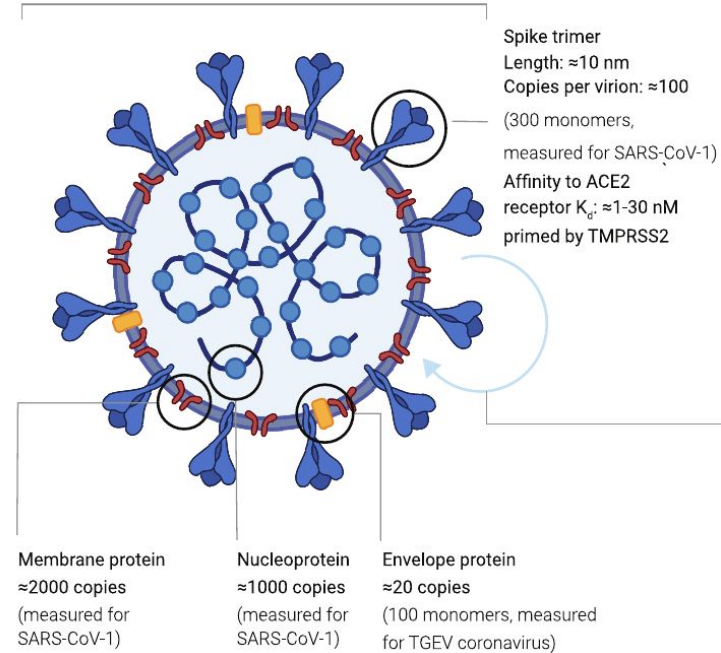 Spike trimer
Length: ≈10 nm
Copies per virion: ≈100
(300 monomers,
measured for SARS-CoV-1)
Affinity to ACE2
receptor Kd: ≈1-30 nM
primed by TMPRSS2
Membrane protein
≈2000 copies
(measured for
SARS-CoV-1)
Nucleoprotein
≈1000 copies
(measured for
SARS-CoV-1)
Envelope protein
≈20 copies
(100 monomers, measured
for TGEV coronavirus)